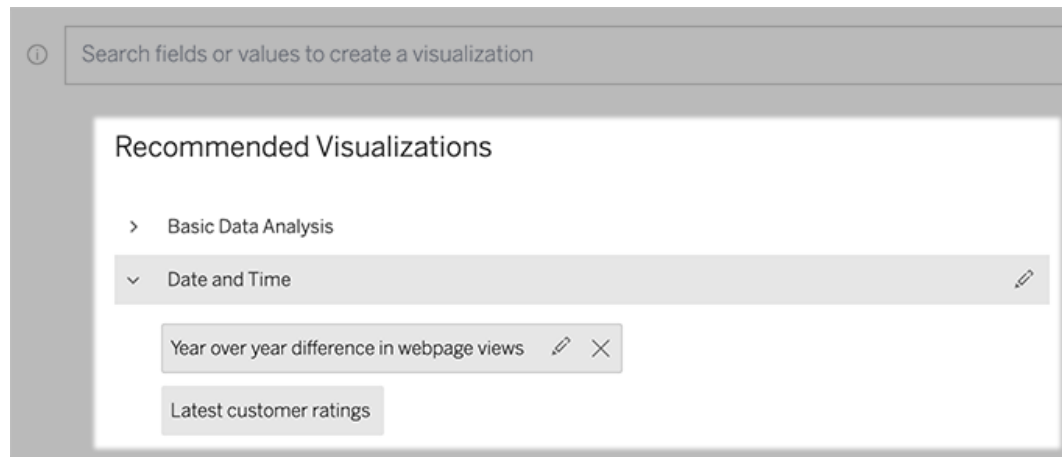 Search fields or values to create a visualization
Recommended Visualizations
Basic Data Analysis
Date and Time
Year over year difference in webpage views
Latest customer ratings